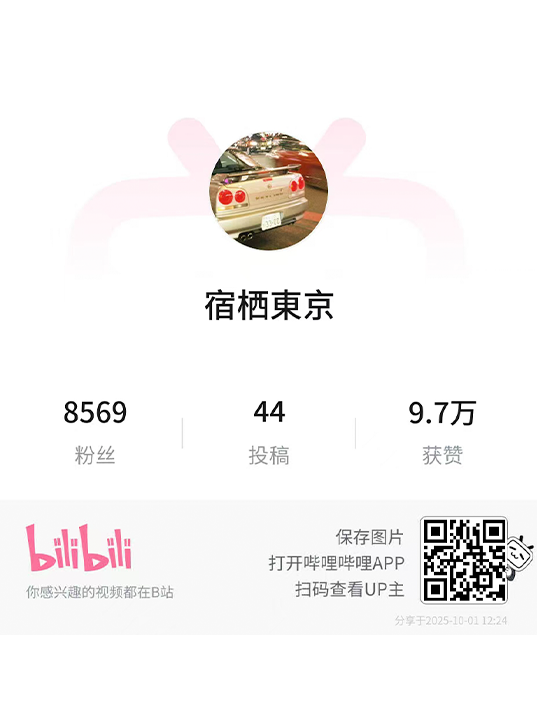 宿栖東京
8569
44
9.7万
粉丝
投稿
获赞
bilibili
你感兴趣的视频都在B站
保存图片
打开哔哩哔哩APP
扫码查看UP主
分享于2025-10-01 12:24